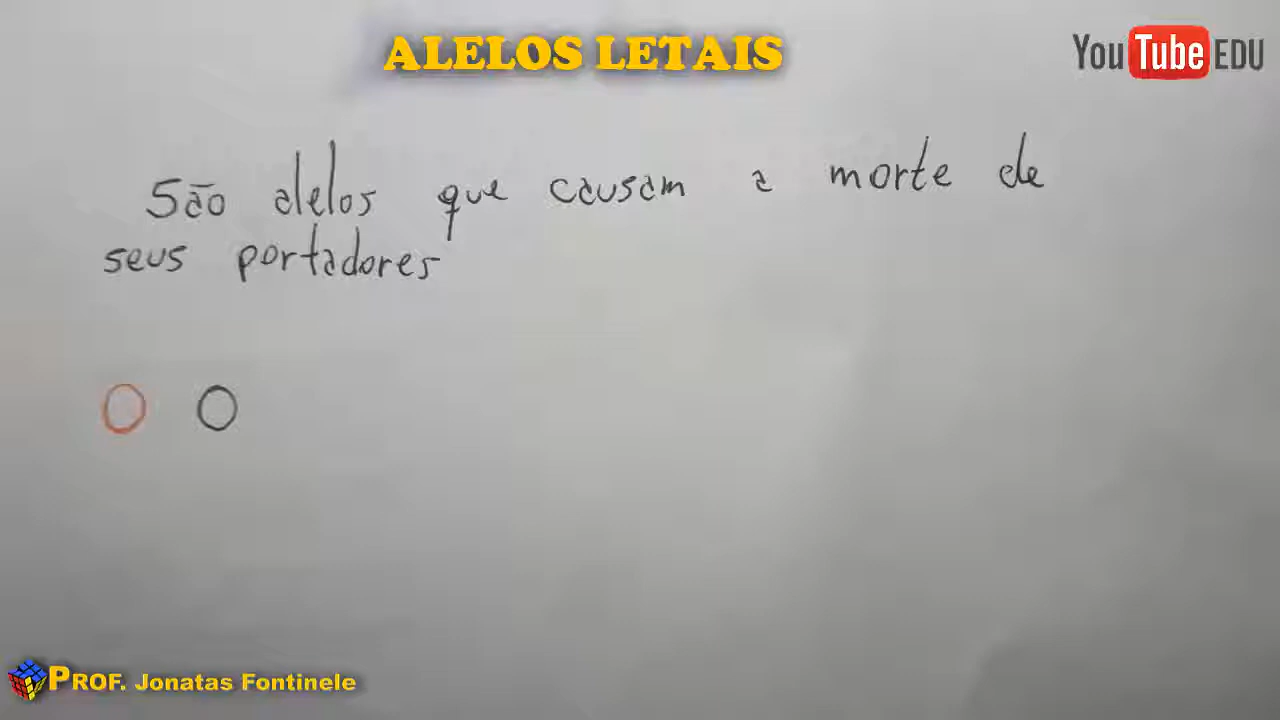 ALELOS LETAIS
YouTube EDU
São alelos que causam a morte de
seus portadores
PROF. Jonatas Fontinele